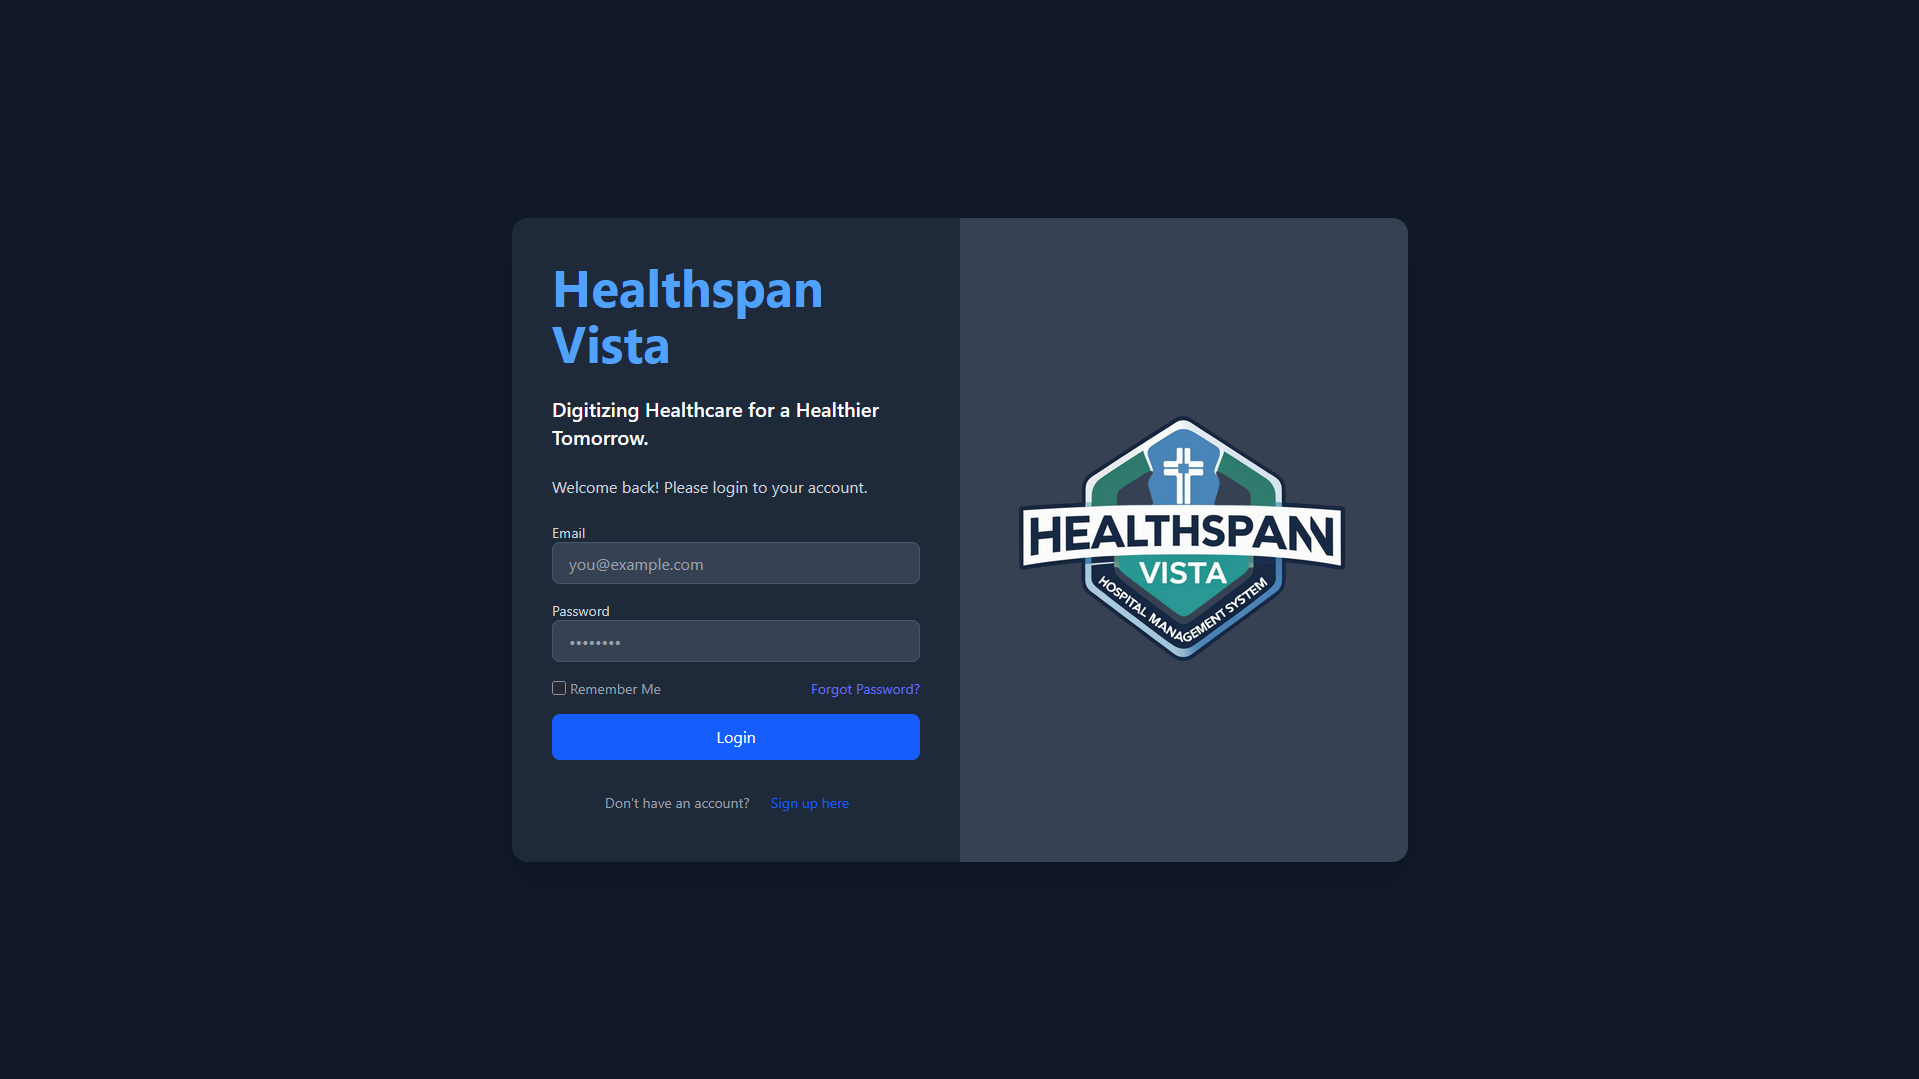 Healthspan
Vista
Digitizing Healthcare for a Healthier
Tomorrow.
Welcome back! Please login to your account.
Email
you@example.com
Password
••••••••
Remember Me
Forgot Password?
Login
Don't have an account? Sign up here
HEALTHSPANN
VISTA
HOSPITAL MANAGEMENT SYSTEM